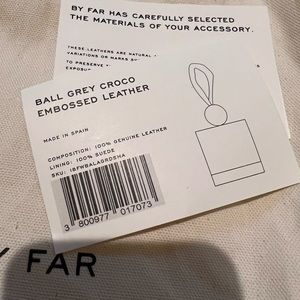 BY FAR HAS CAREFULLY SELECTED
THE MATERIALS OF YOUR ACCESSORY.
THESE LEATHERS ARE NATURAL
VARIATIONS OR MARKS
TO PRESERVE
BALL GREY CROCO
EMBOSSED LEATHER
MADE IN SPAIN
COMPOSITION: 100% GENUINE LEATHER
LINING: 100% SUEDE
SKU: 18FWBALAGRDSHA
3 800977 017073
FAR